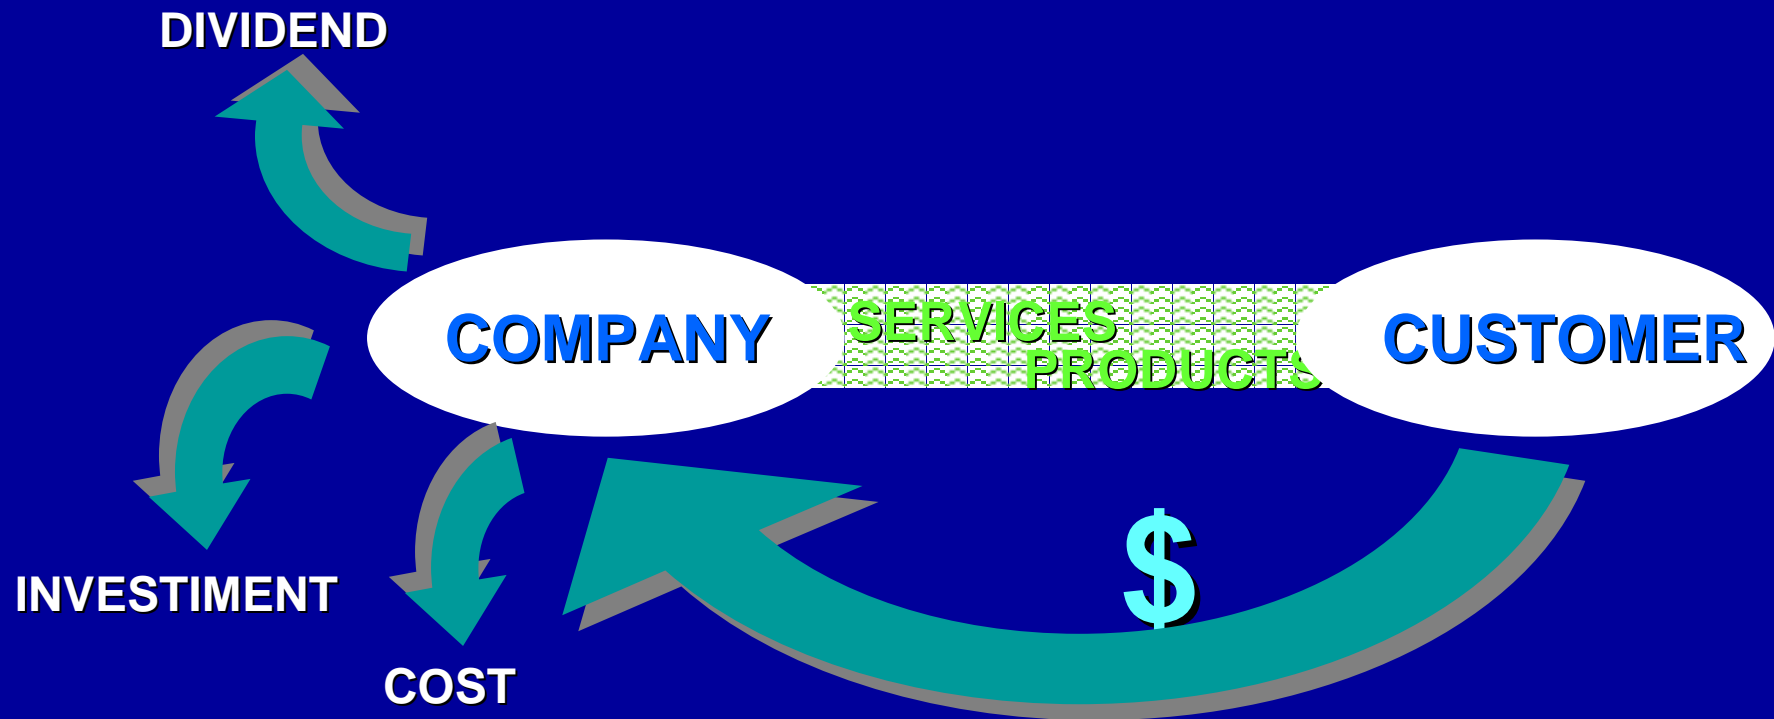 DIVIDEND
SERVICES
COMPANY
CUSTOMER
PRODUCTS
$
INVESTIMENT
COST